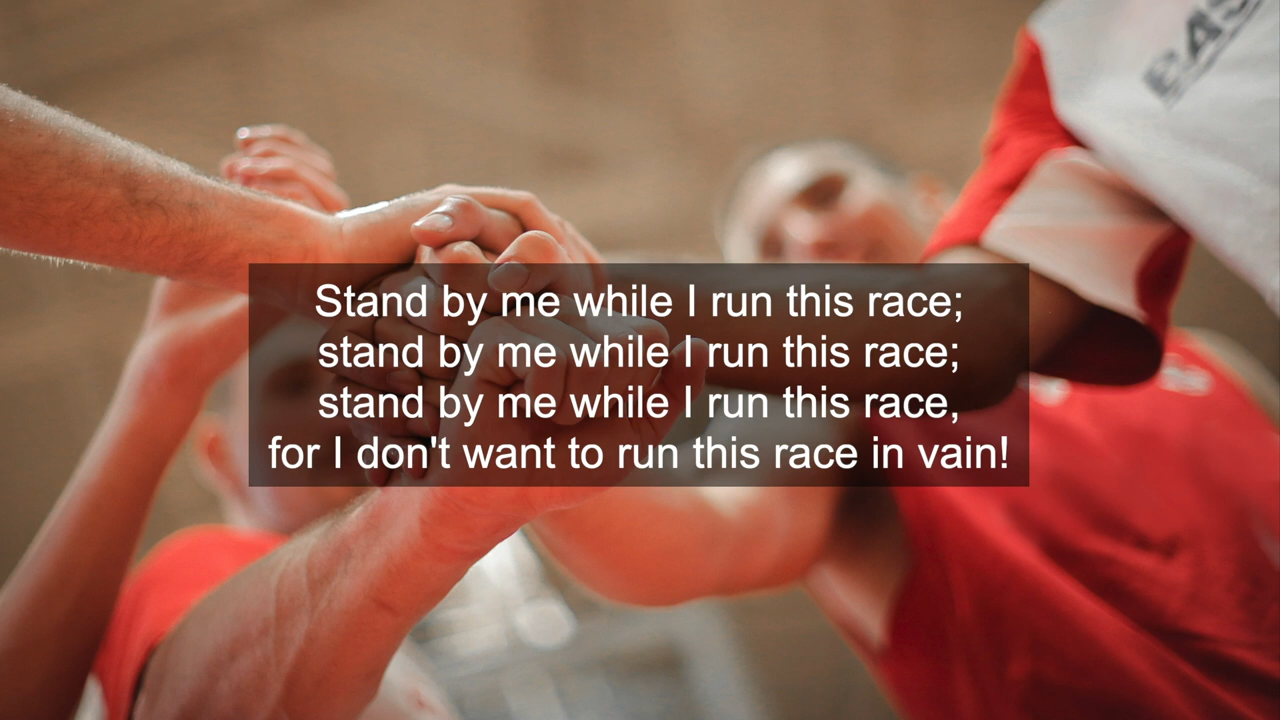 Stand by me while I run this race;
stand by me while I run this race;
stand by me while I run this race,
for I don't want to run this race in vain!